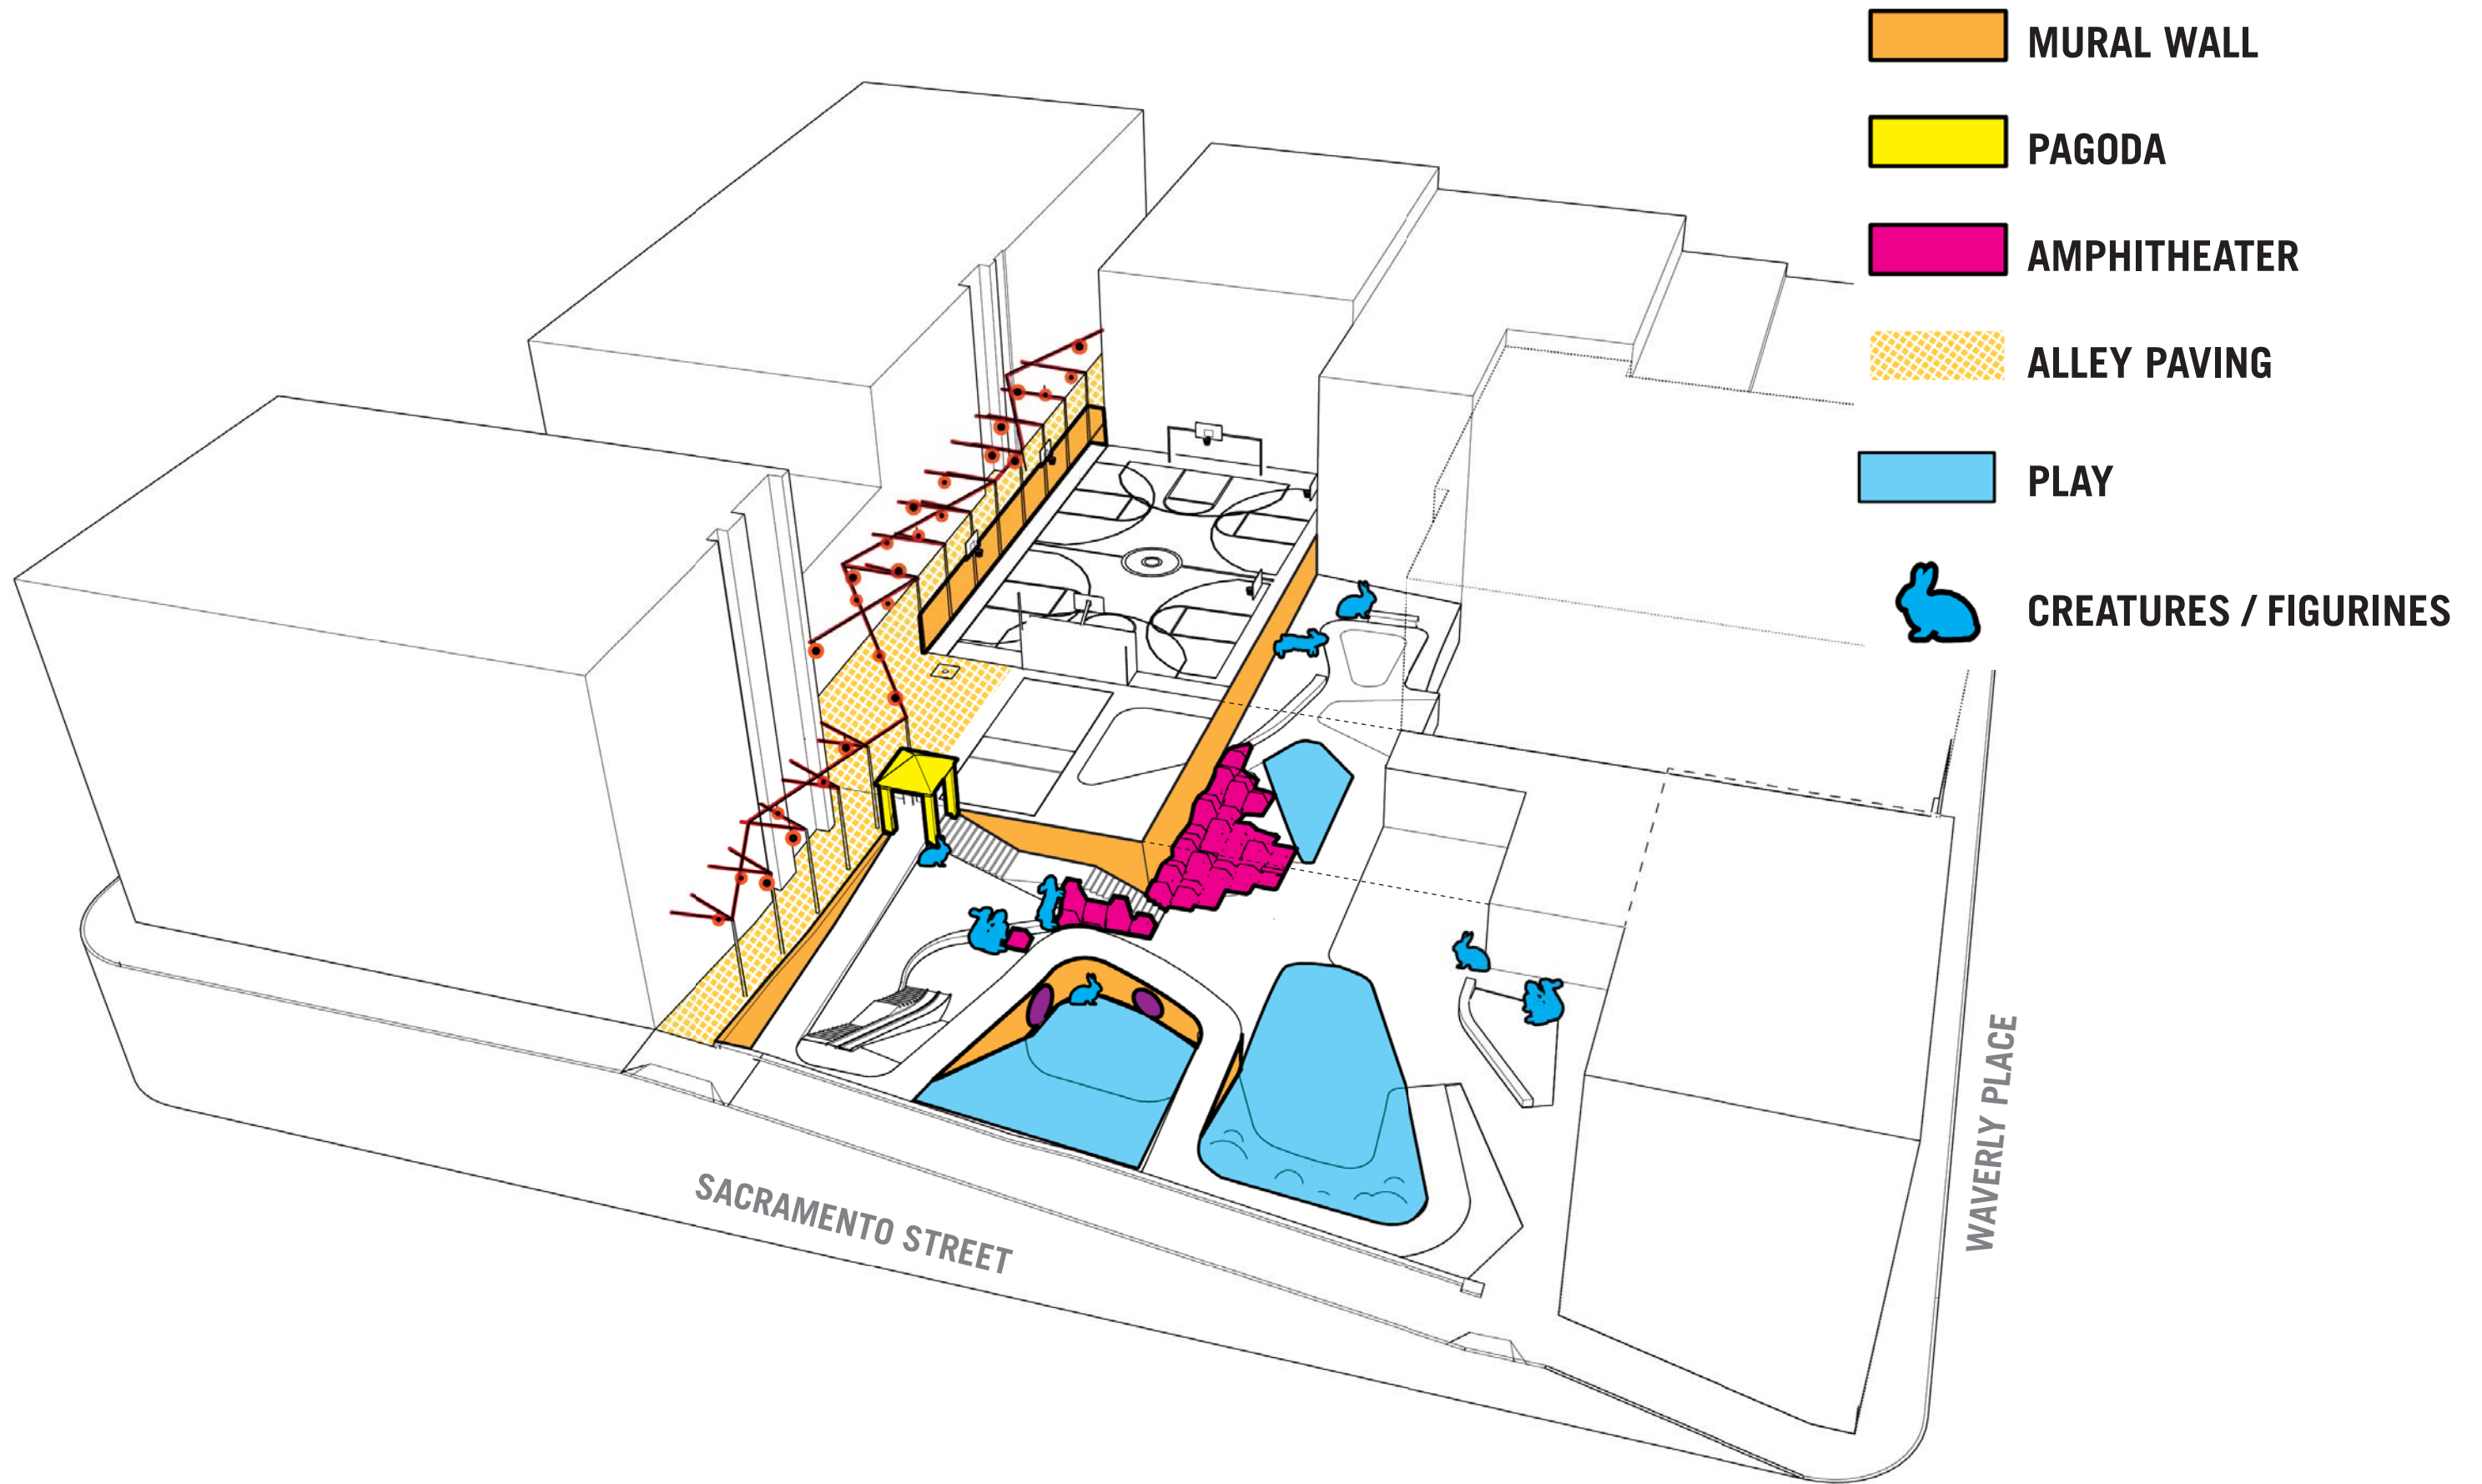 MURAL WALL
PAGODA
AMPHITHEATER
ALLEY PAVING
PLAY
CREATURES / FIGURINES
SACRAMENTO STREET
WAVERLY PLACE